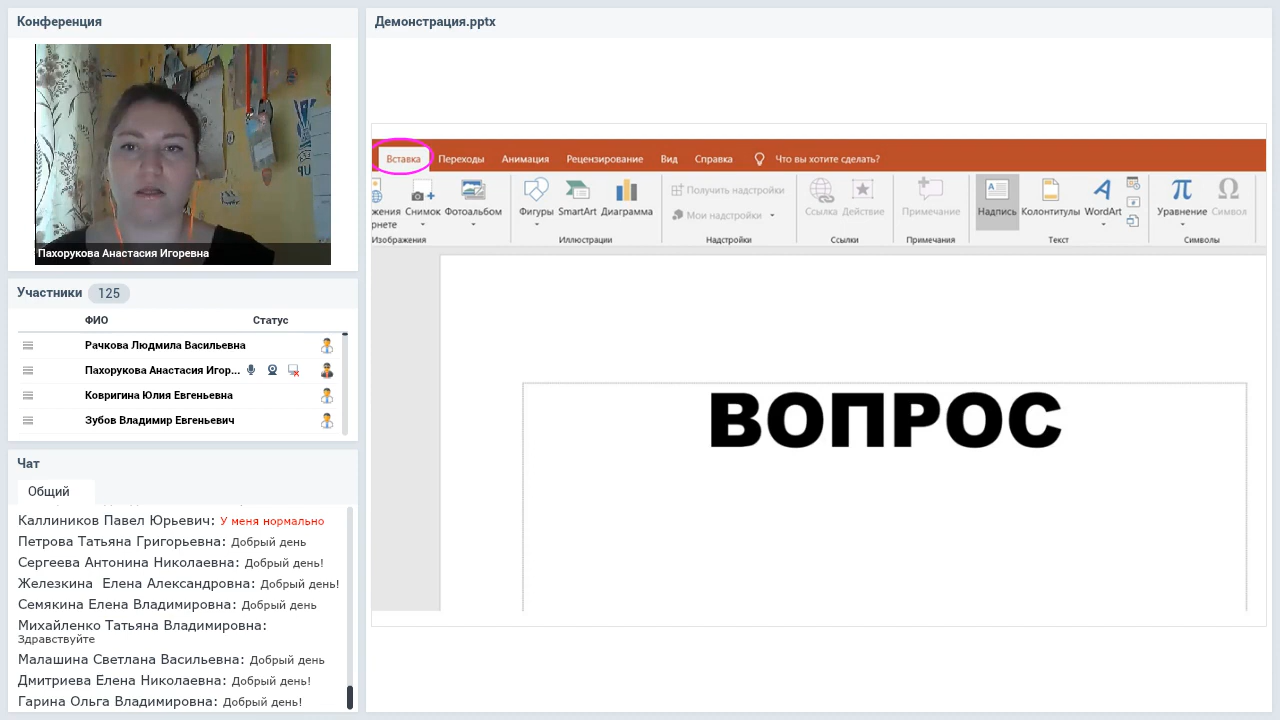 Конференция
Пахорукова Анастасия Игоревна
Участники 125
ФИО Статус
Рачкова Людмила Васильевна
Пахорукова Анастасия Игор...
Ковригина Юлия Евгеньевна
Зубов Владимир Евгеньевич
Чат
Общий
Каллиников Павел Юрьевич: У меня нормально
Петрова Татьяна Григорьевна: Добрый день
Сергеева Антонина Николаевна: Добрый день!
Железкина Елена Александровна: Добрый день!
Семякина Елена Владимировна: Добрый день
Михайленко Татьяна Владимировна:
Здравствуйте
Малашина Светлана Васильевна: Добрый день
Дмитриева Елена Николаевна: Добрый день!
Гарина Ольга Владимировна: Добрый день!
Демонстрация.pptx
Вставка Переходы Анимация Рецензирование Вид Справка Что вы хотите сделать?
Получить надстройки
жения Снимок Фотоальбом Фигуры SmartArt Диаграмма Мои надстройки Ссылка Действие Примечание Надпись Колонтитулы WordArt Уравнение Символ
рнете
Изображения Иллюстрации Надстройки Ссылки Примечания Текст Символы
ВОПРОС